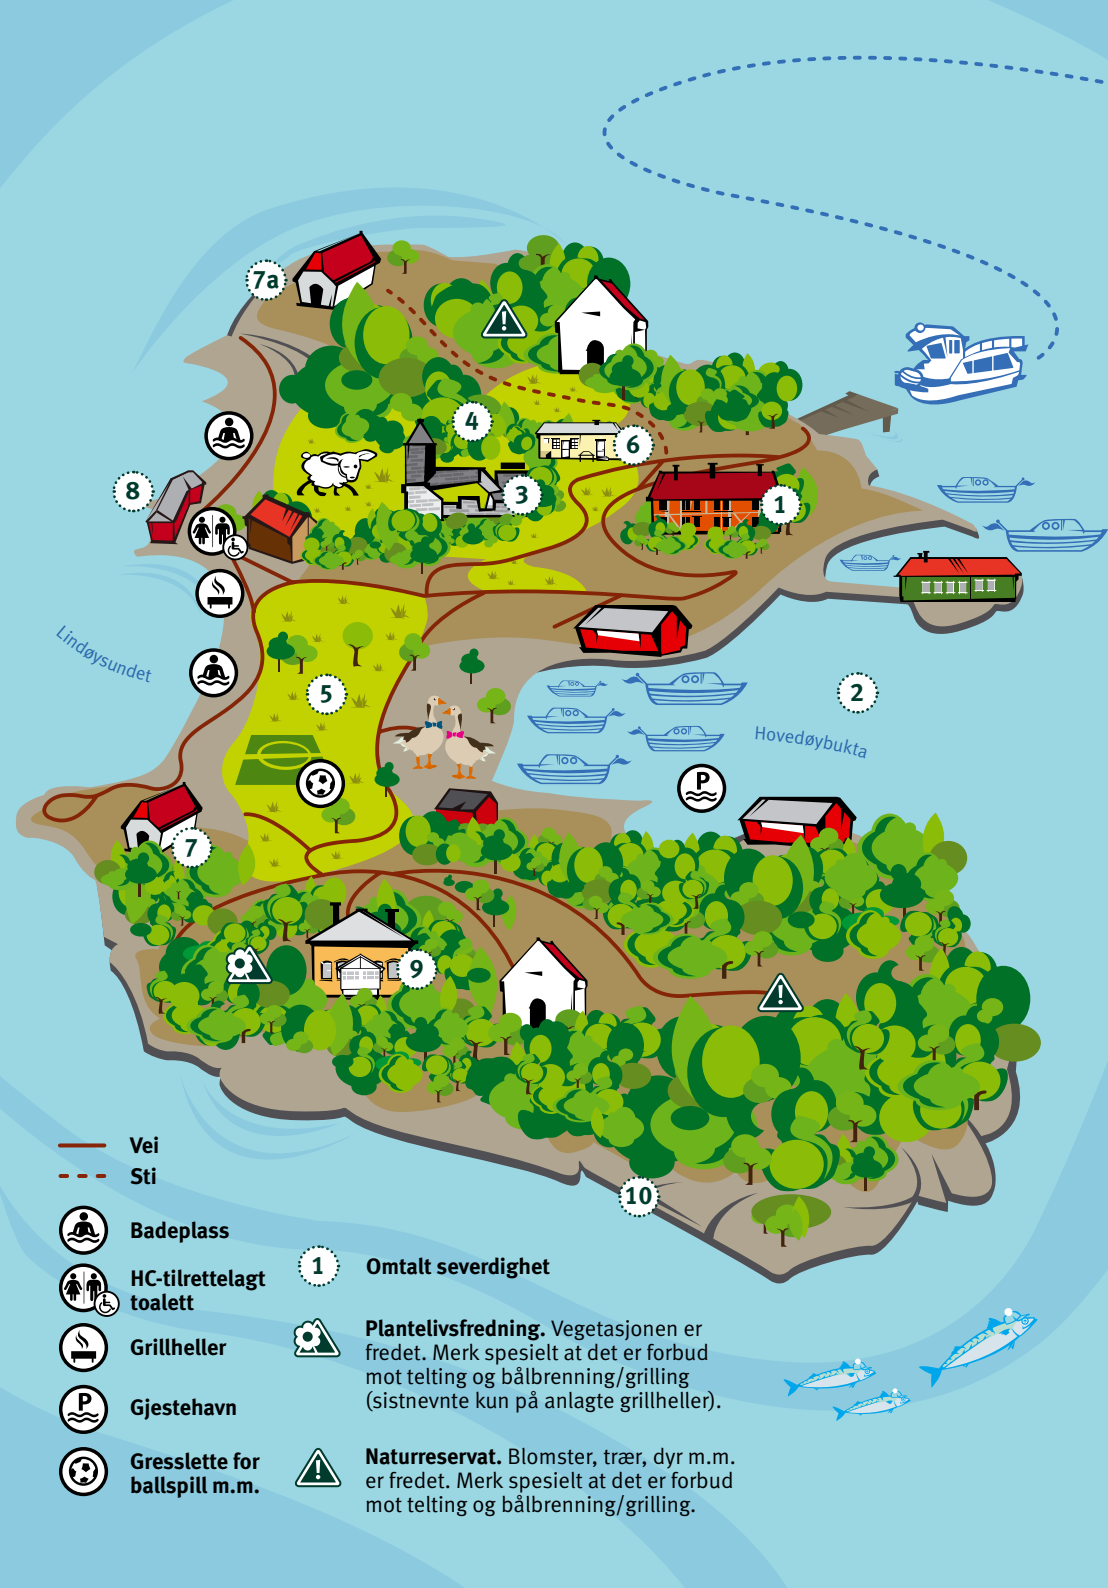 7a
4
6
3
1
8
Lindøysundet
5
2
Hovedøybukta
P
7
9
10
Vei
Sti
Badeplass
HC-tilrettelagt
toalett
Grillheller
P
Gjestehavn
Gresslette for
ballspill m.m.
1
Omtalt severdighet
Plantelivsfredning. Vegetasjonen er
fredet. Merk spesielt at det er forbud
mot telting og bålbrenning/grilling
(sistnevnte kun på anlagte grillheller).
Naturreservat. Blomster, trær, dyr m.m.
er fredet. Merk spesielt at det er forbud
mot telting og bålbrenning/grilling.